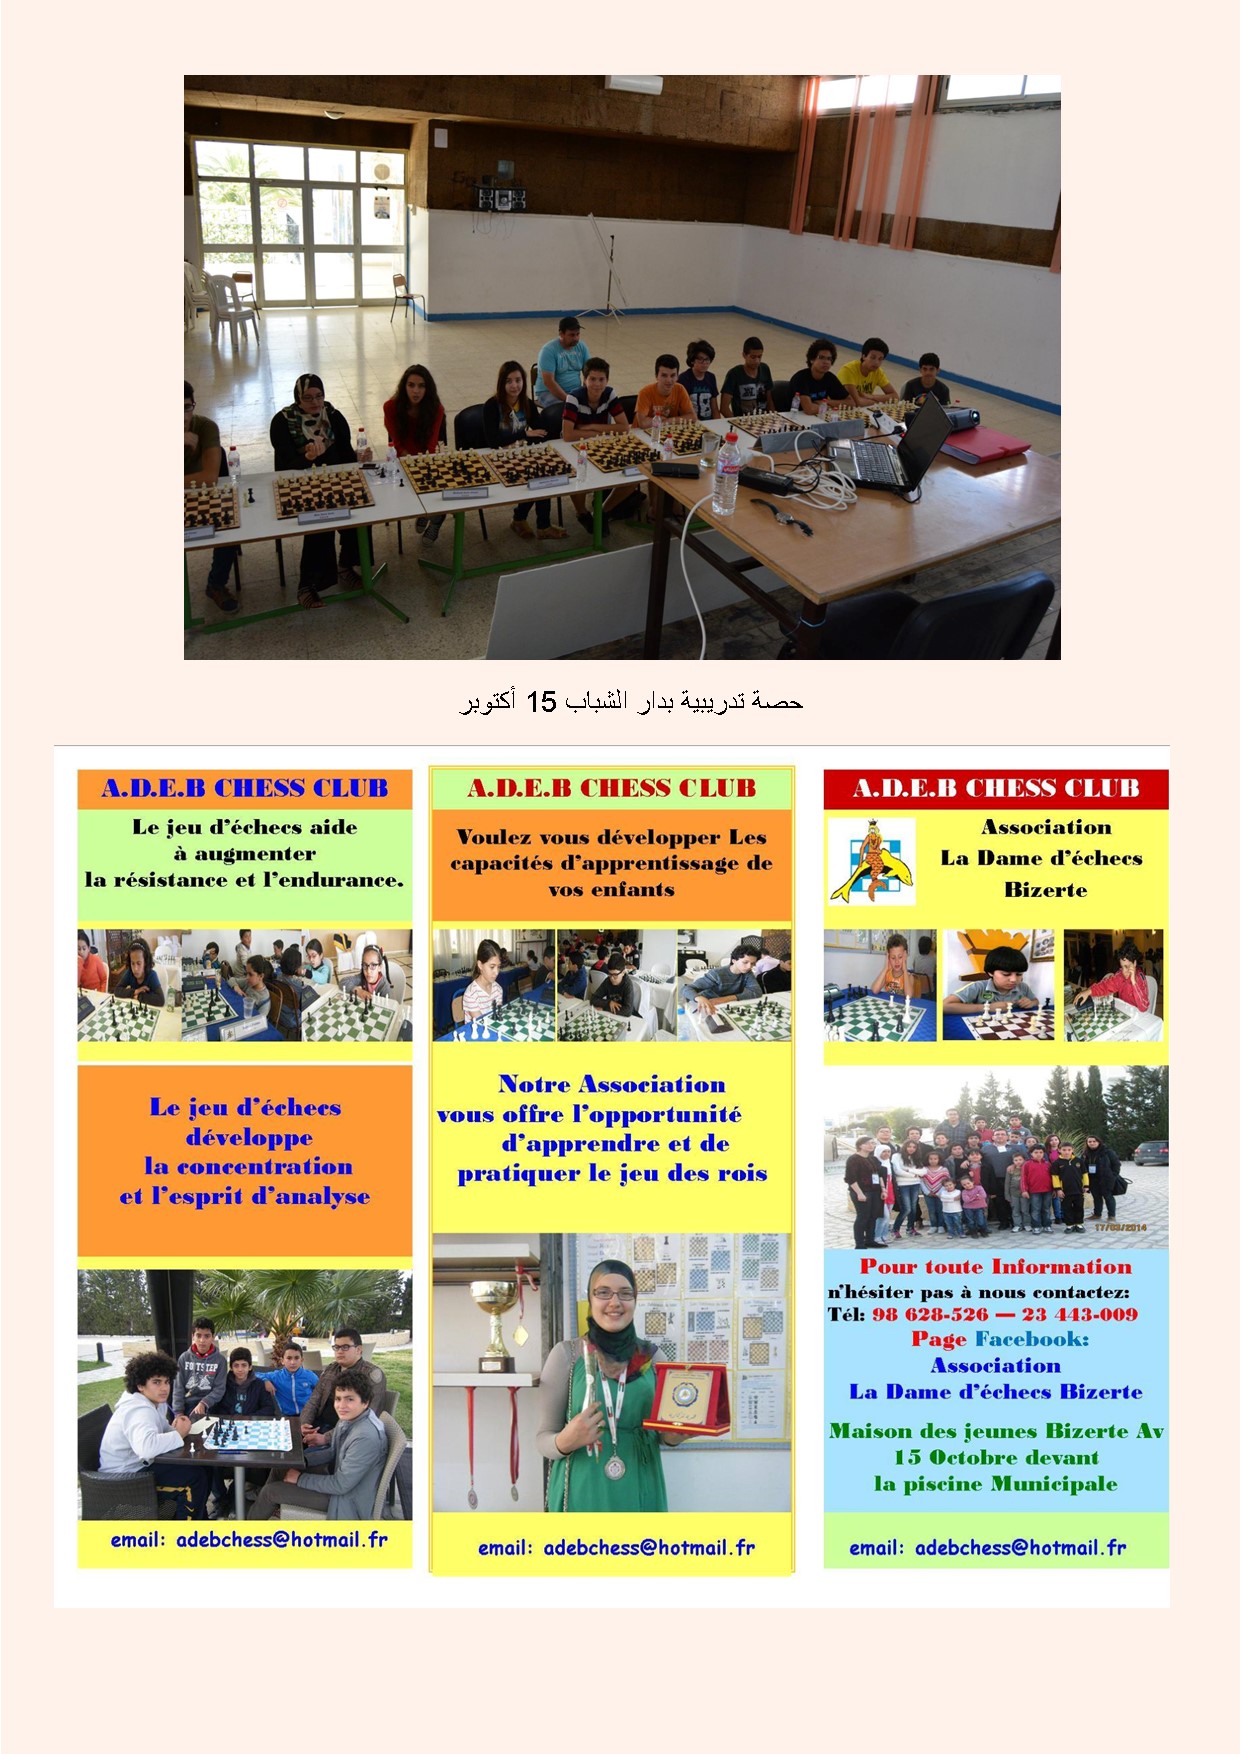 حصة تدريبية بدار الشباب 15 أكتوبر
A.D.E.B CHESS CLUB
Le jeu d'échecs aide
à augmenter
la résistance et l'endurance.
Le jeu d'échecs
développe
la concentration
et l'esprit d'analyse
email: adebchess@hotmail.fr
A.D.E.B CHESS CLUB
Voulez vous développer Les
capacités d'apprentissage de
vos enfants
Notre Association
vous offre l'opportunité
d'apprendre et de
pratiquer le jeu des rois
email: adebchess@hotmail.fr
A.D.E.B CHESS CLUB
Association
La Dame d'échecs
Bizerte
17/03/2014
Pour toute Information
n'hésiter pas à nous contactez:
Tél: 98 628-526 — 23 443-009
Page Facebook:
Association
La Dame d'échecs Bizerte
Maison des jeunes Bizerte Av
15 Octobre devant
la piscine Municipale
email: adebchess@hotmail.fr